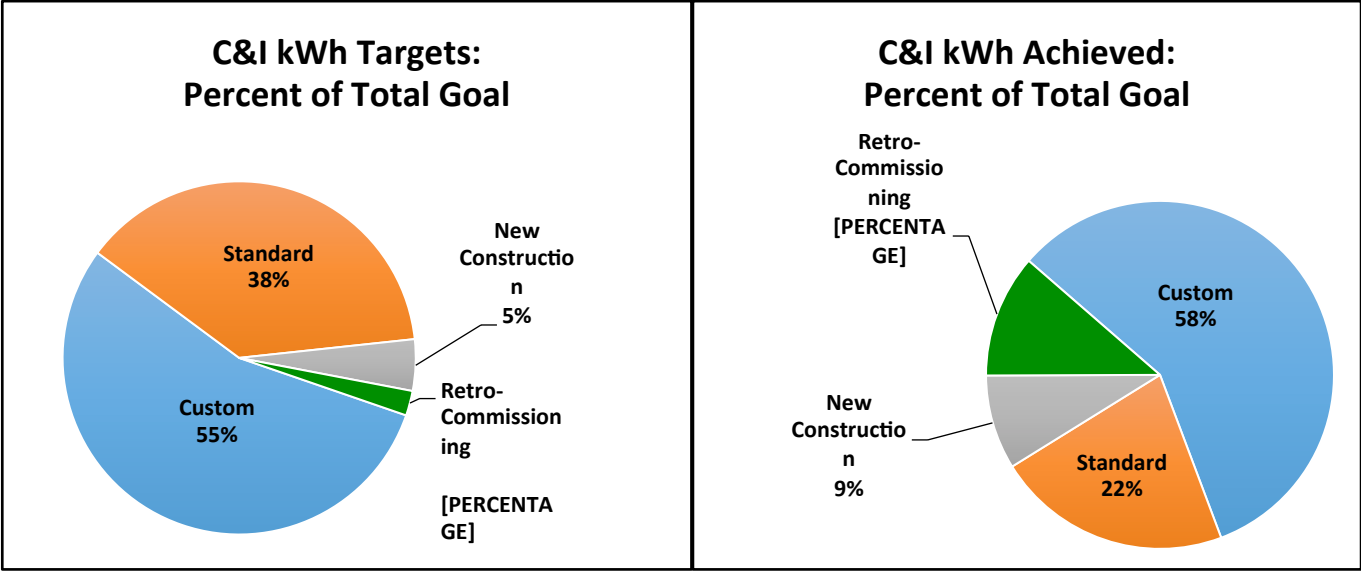 C&I kWh Targets:
Percent of Total Goal
Standard
38%
New
Constructio
n
5%
Custom
55%
Retro-
Commission
ing
[PERCENTA
GE]
C&I kWh Achieved:
Percent of Total Goal
Retro-
Commissio
ning
[PERCENTA
GE]
Custom
58%
New
Constructio
n
9%
Standard
22%